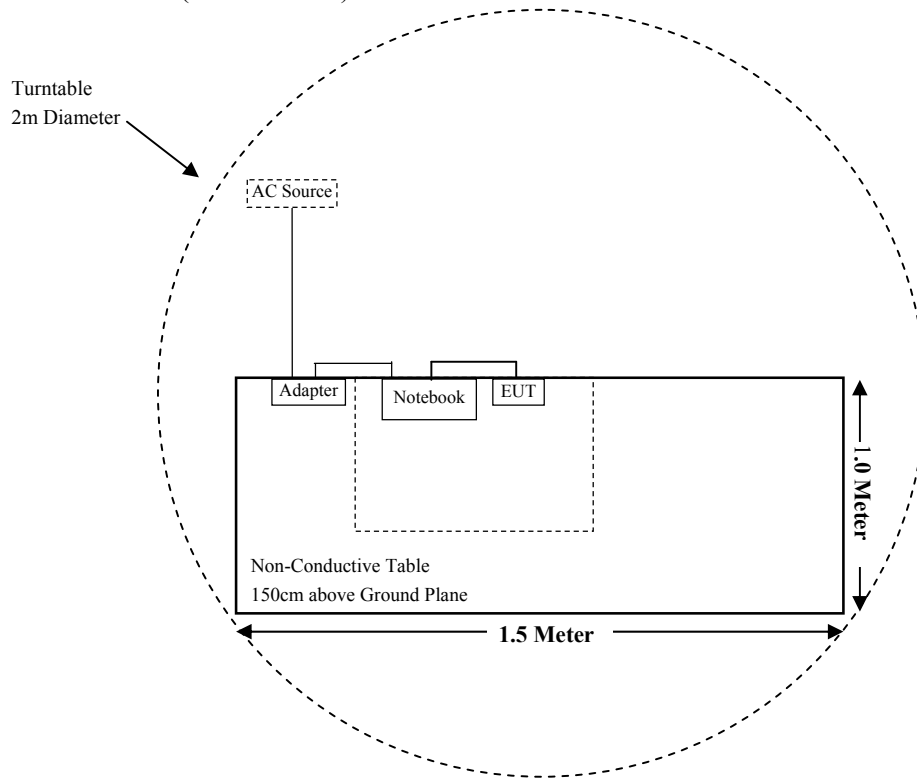 Turntable
2m Diameter
AC Source
Adapter
Notebook
EUT
1.0 Meter
Non-Conductive Table
150cm above Ground Plane
1.5 Meter